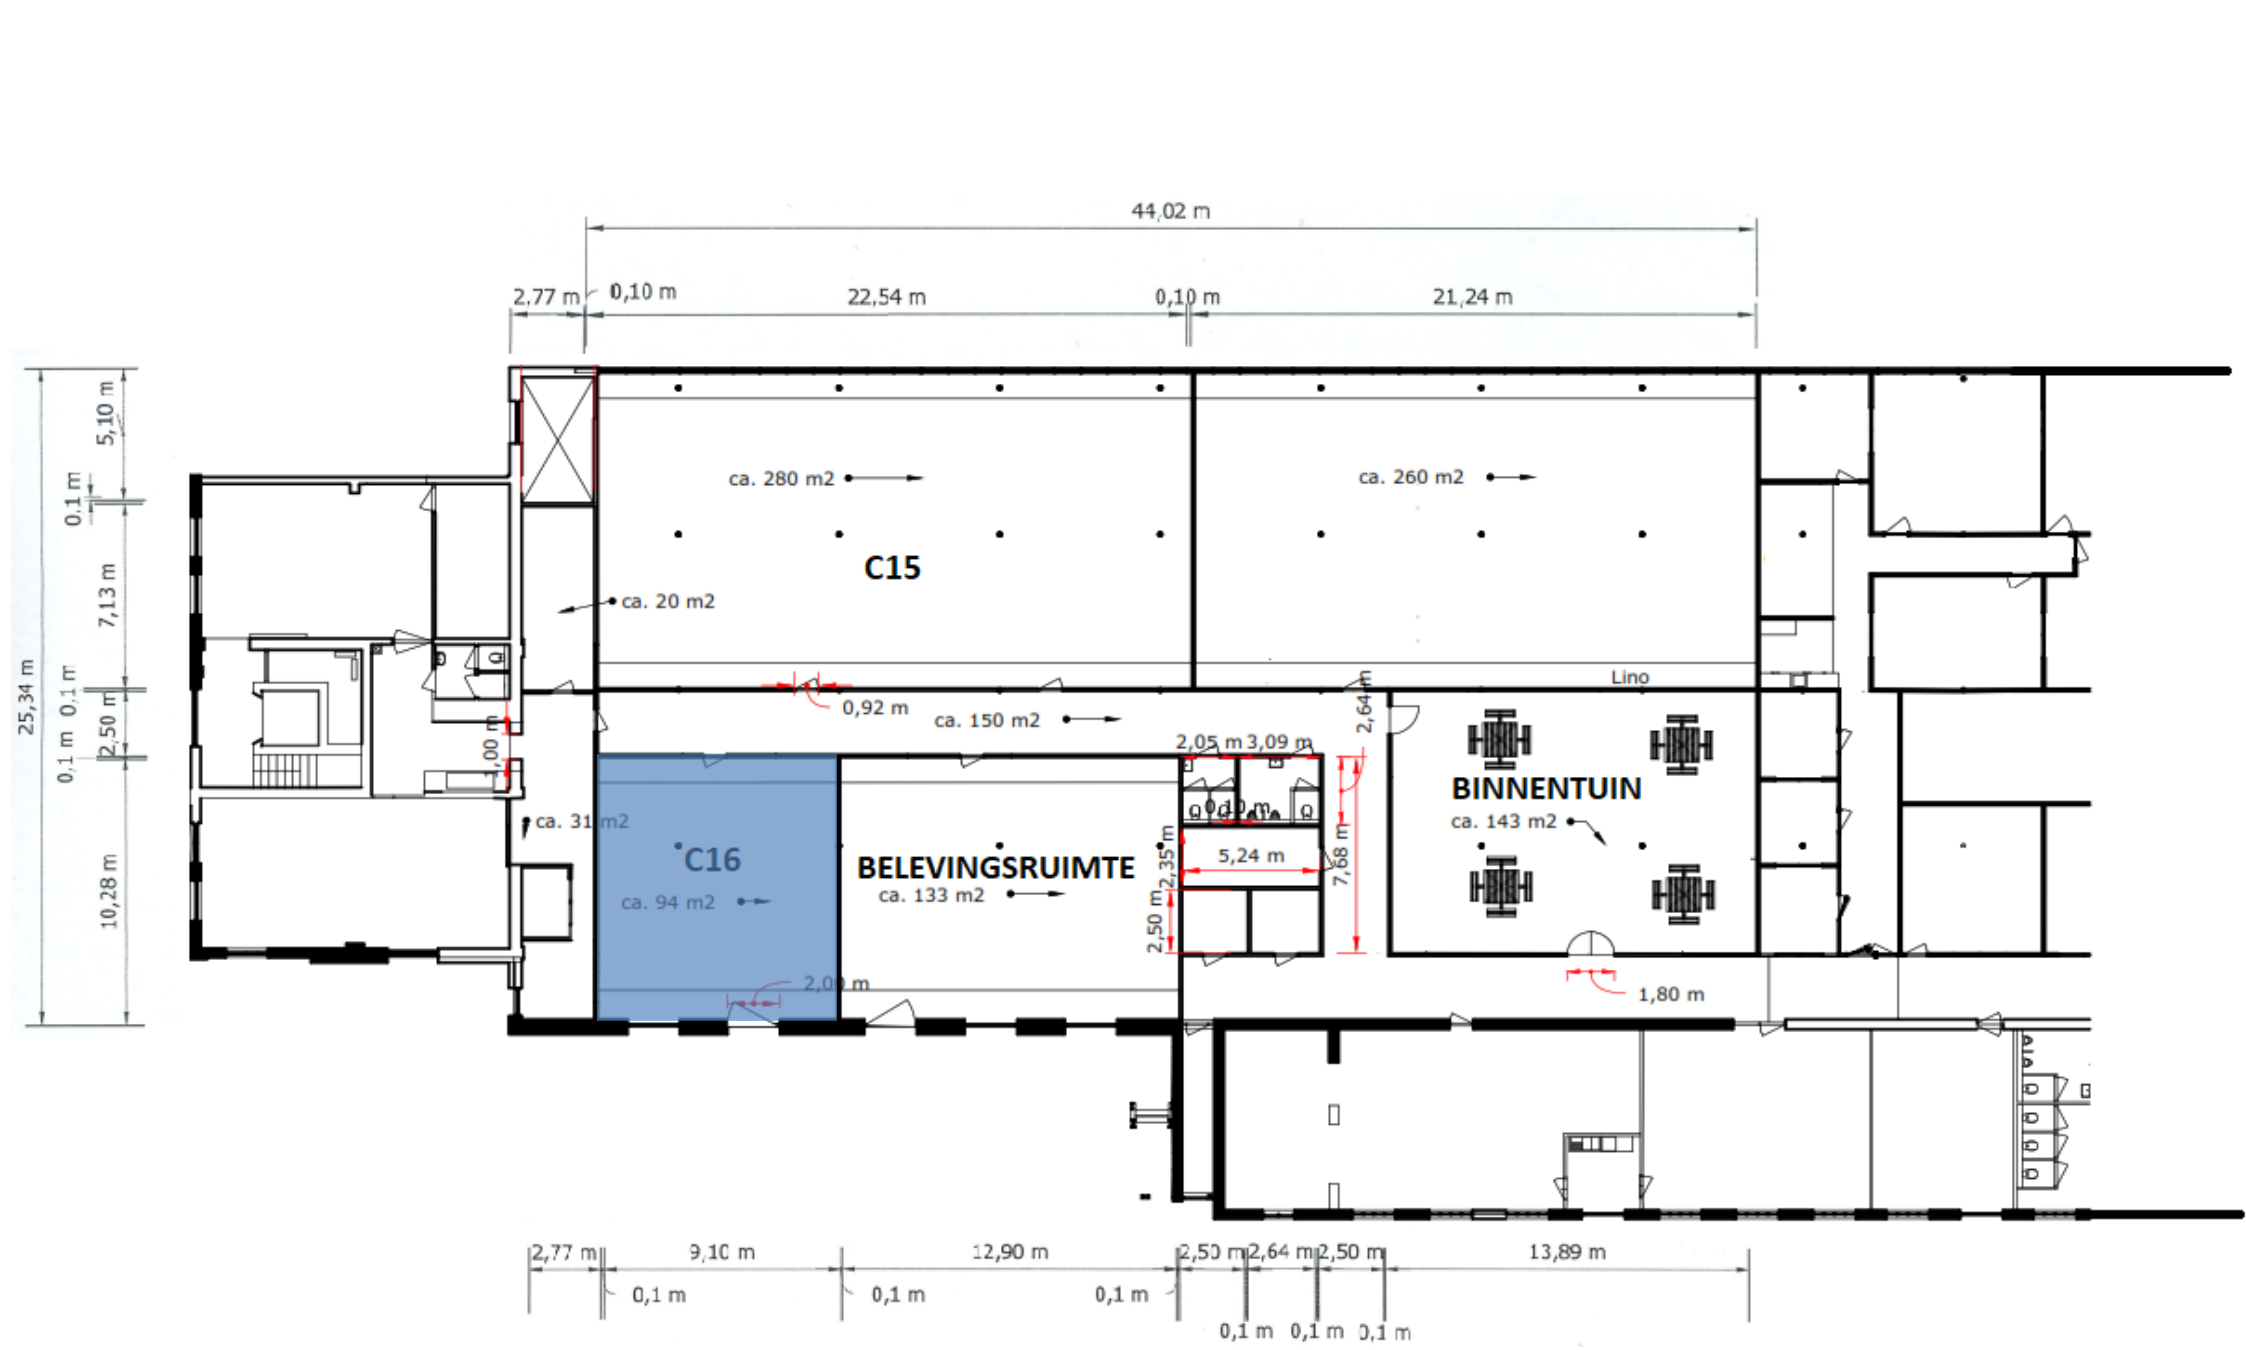 44,02 m
2,77 m
0,10 m
22,54 m
0,10 m
21,24 m
5,10 m
0,1 m
7,13 m
25,34 m
0,1 m
0,1 m
2,50 m
10,28 m
ca. 280 m2
ca. 260 m2
C15
ca. 20 m2
Lino
0,92 m
ca. 150 m2
2,64 m
1,00 m
2,05 m
3,09 m
BINNENTUIN
ca. 143 m2
0,10 m
ca. 31 m2
C16
ca. 94 m2
BELEVINGSRUIMTE
ca. 133 m2
2,35 m
5,24 m
7,68 m
2,50 m
2,00 m
1,80 m
2,77 m
9,10 m
12,90 m
2,50 m
2,64 m
2,50 m
13,89 m
0,1 m
0,1 m
0,1 m
0,1 m
0,1 m
0,1 m